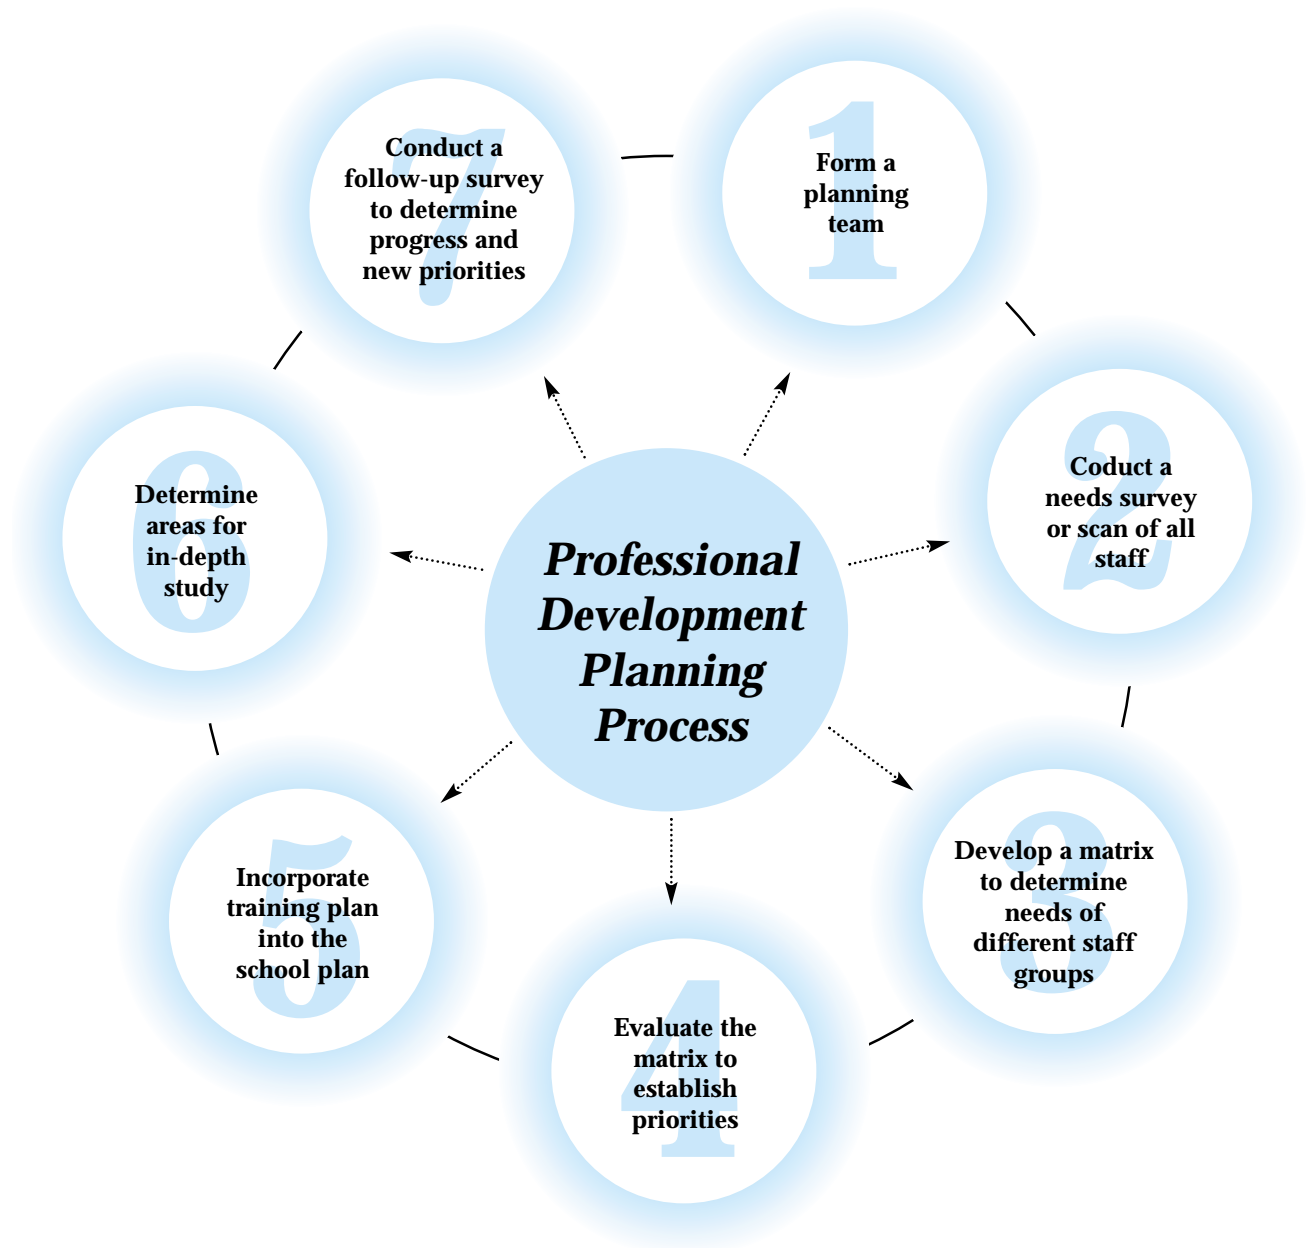 Professional
Development
Planning
Process
1
Form a
planning
team
2
Coduct a
needs survey
or scan of all
staff
3
Develop a matrix
to determine
needs of
different staff
groups
4
Evaluate the
matrix to
establish
priorities
5
Incorporate
training plan
into the
school plan
6
Determine
areas for
in-depth
study
7
Conduct a
follow-up survey
to determine
progress and
new priorities